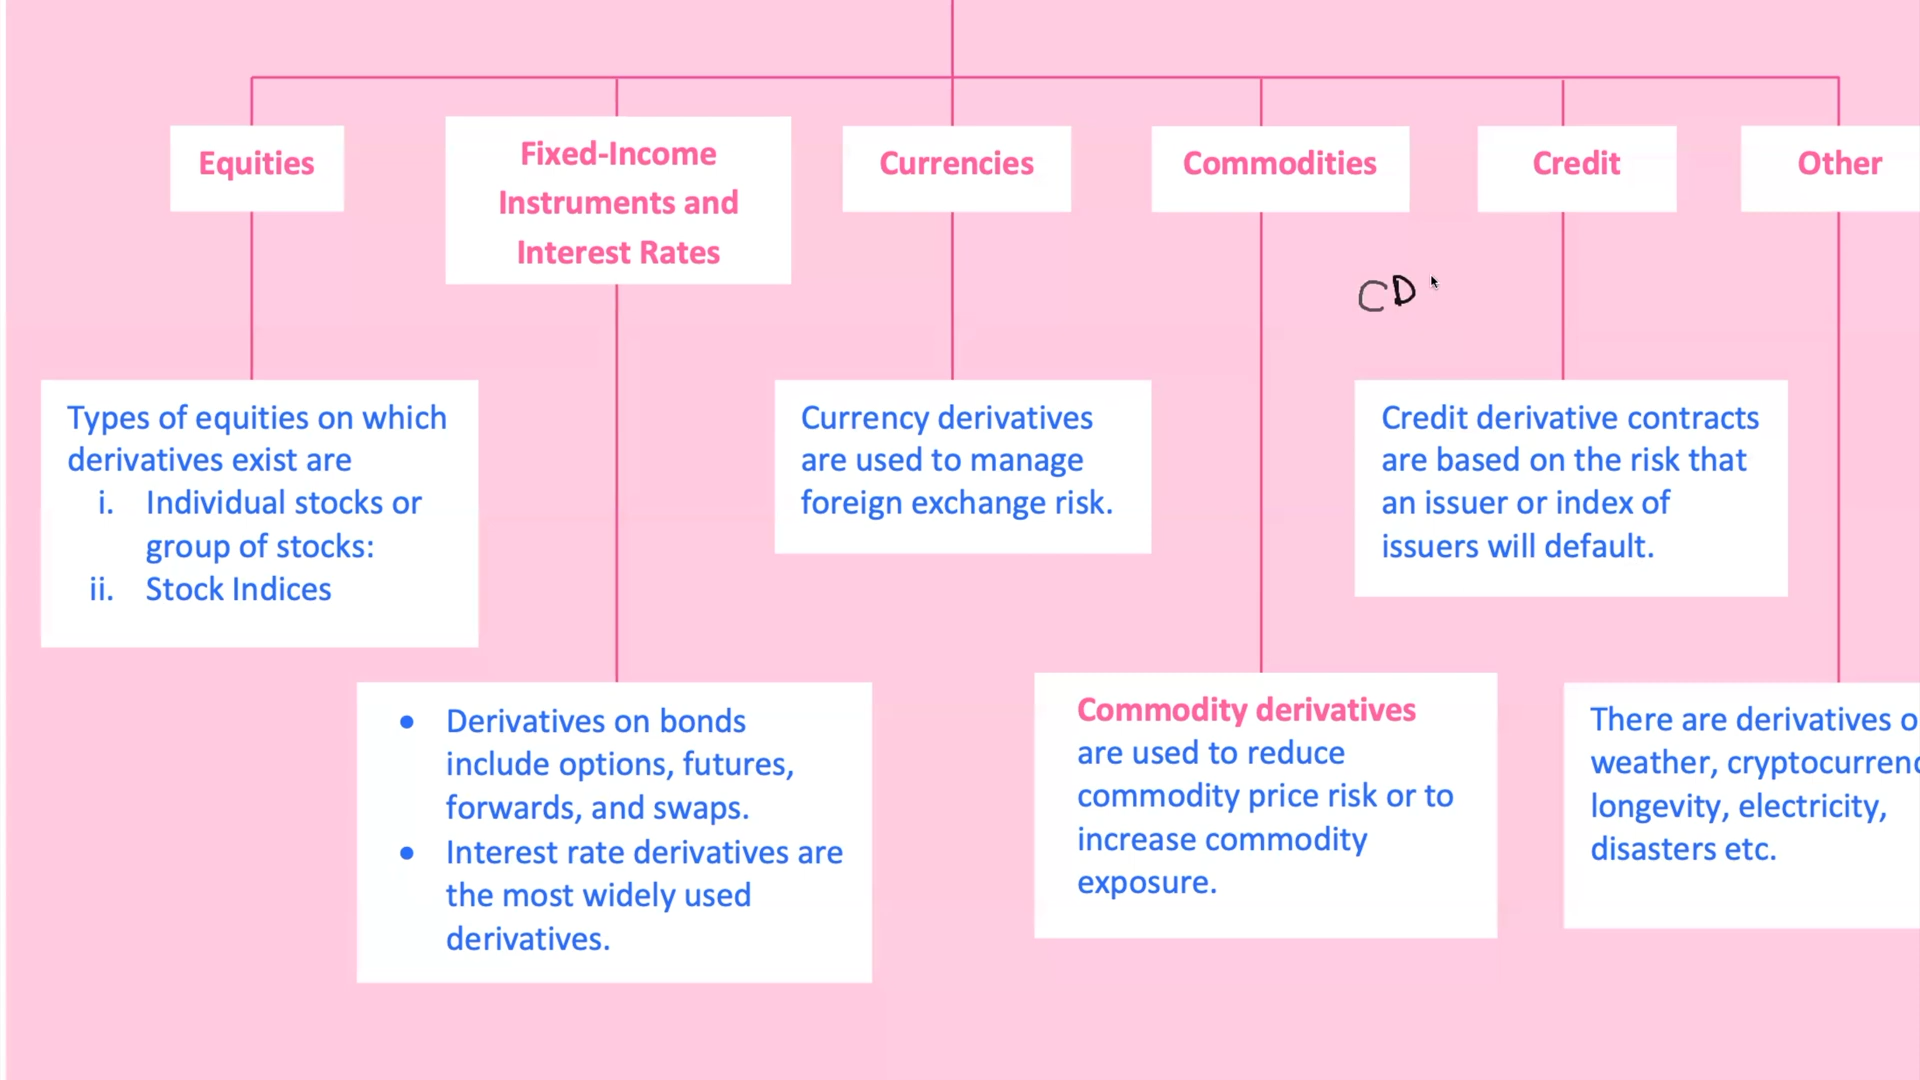 Equities
Fixed-Income
Instruments and
Interest Rates
Currencies
Commodities
Credit
Other
CD
Types of equities on which
derivatives exist are
i. Individual stocks or
group of stocks:
ii. Stock Indices
Currency derivatives
are used to manage
foreign exchange risk.
Credit derivative contracts
are based on the risk that
an issuer or index of
issuers will default.
• Derivatives on bonds
include options, futures,
forwards, and swaps.
• Interest rate derivatives are
the most widely used
derivatives.
Commodity derivatives
are used to reduce
commodity price risk or to
increase commodity
exposure.
There are derivatives o
weather, cryptocurrenc
longevity, electricity,
disasters etc.